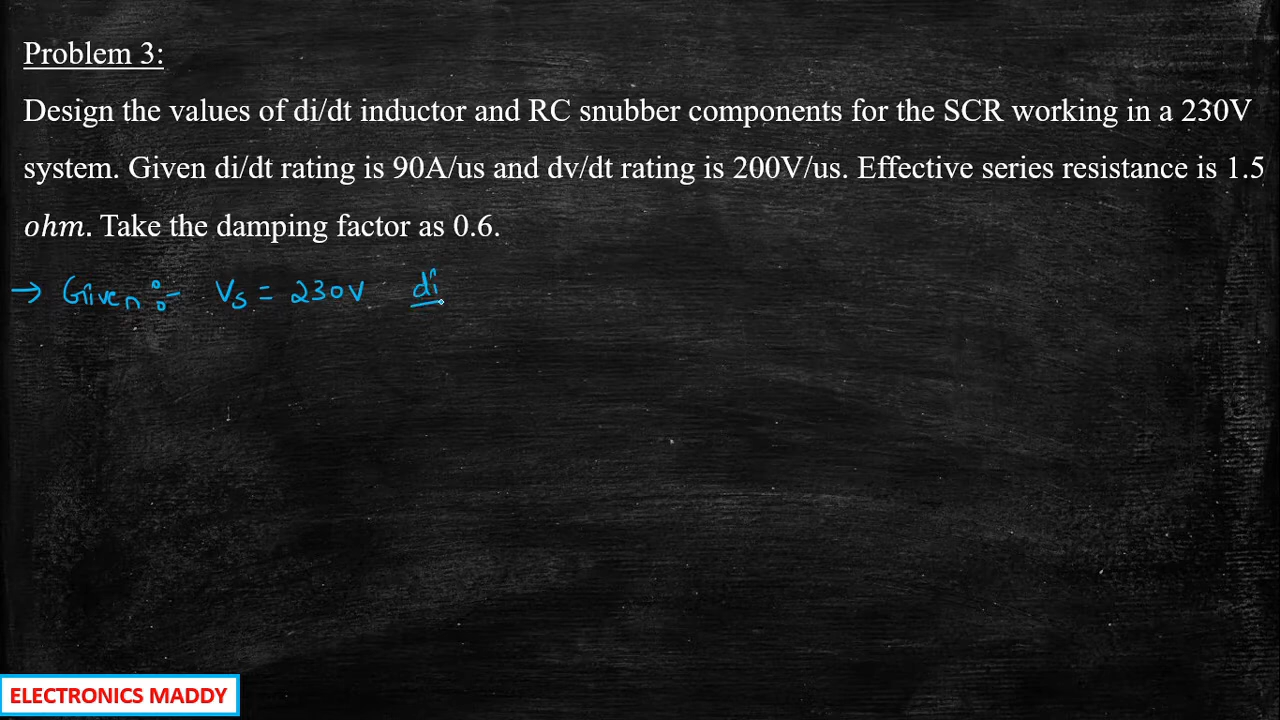 Problem 3:
Design the values of di/dt inductor and RC snubber components for the SCR working in a 230V
system. Given di/dt rating is 90A/us and dv/dt rating is 200V/us. Effective series resistance is 1.5
ohm. Take the damping factor as 0.6.
→ Given :- Vs = 230V di
ELECTRONICS MADDY